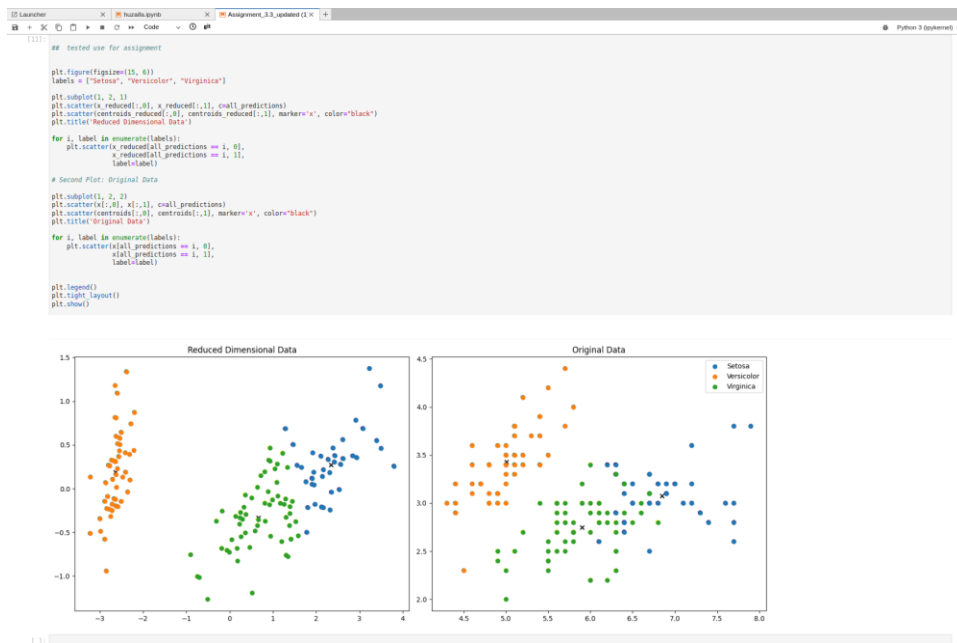 Launcher
huzaifa.ipynb
Assignment_3.3_updated (1
Code
Python 3 (ipykernel)
[11]:
## tested use for assignment
plt.figure(figsize=(15, 6))
labels = ["Setosa", "Versicolor", "Virginica"]
plt.subplot(1, 2, 1)
plt.scatter(x_reduced[:,0], x_reduced[:,1], c=all_predictions)
plt.scatter(centroids_reduced[:,0], centroids_reduced[:,1], marker='x', color="black")
plt.title('Reduced Dimensional Data')
for i, label in enumerate(labels):
plt.scatter(x_reduced[all_predictions == i, 0],
x_reduced[all_predictions == i, 1],
label=label)
# Second Plot: Original Data
plt.subplot(1, 2, 2)
plt.scatter(x[:,0], x[:,1], c=all_predictions)
plt.scatter(centroids[:,0], centroids[:,1], marker='x', color="black")
plt.title('Original Data')
for i, label in enumerate(labels):
plt.scatter(x[all_predictions == i, 0],
x[all_predictions == i, 1],
label=label)
plt.legend()
plt.tight_layout()
plt.show()
Reduced Dimensional Data
1.5
1.0
0.5
0.0
−0.5
−1.0
−3 −2 −1 0 1 2 3 4
Original Data
Setosa
Versicolor
Virginica
4.5
4.0
3.5
3.0
2.5
2.0
4.5 5.0 5.5 6.0 6.5 7.0 7.5 8.0
[ ]: